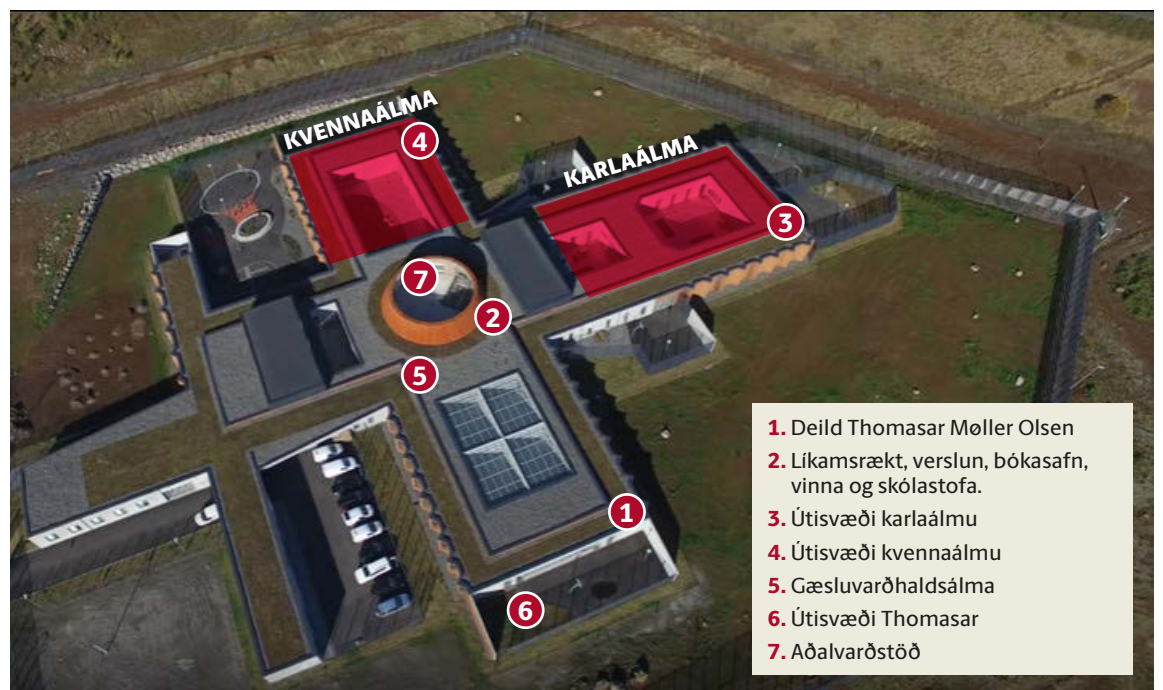 KVENNAÁLMA
4
KARLAÁLMA
3
7
2
5
1
6
1. Deild Thomasar Møller Olsen
2. Líkamsrækt, verslun, bókasafn,
vinna og skólastofa.
3. Útisvæði karlaálmu
4. Útisvæði kvennaálmu
5. Gæsluvarðhaldsálma
6. Útisvæði Thomasar
7. Aðalvarðstöð